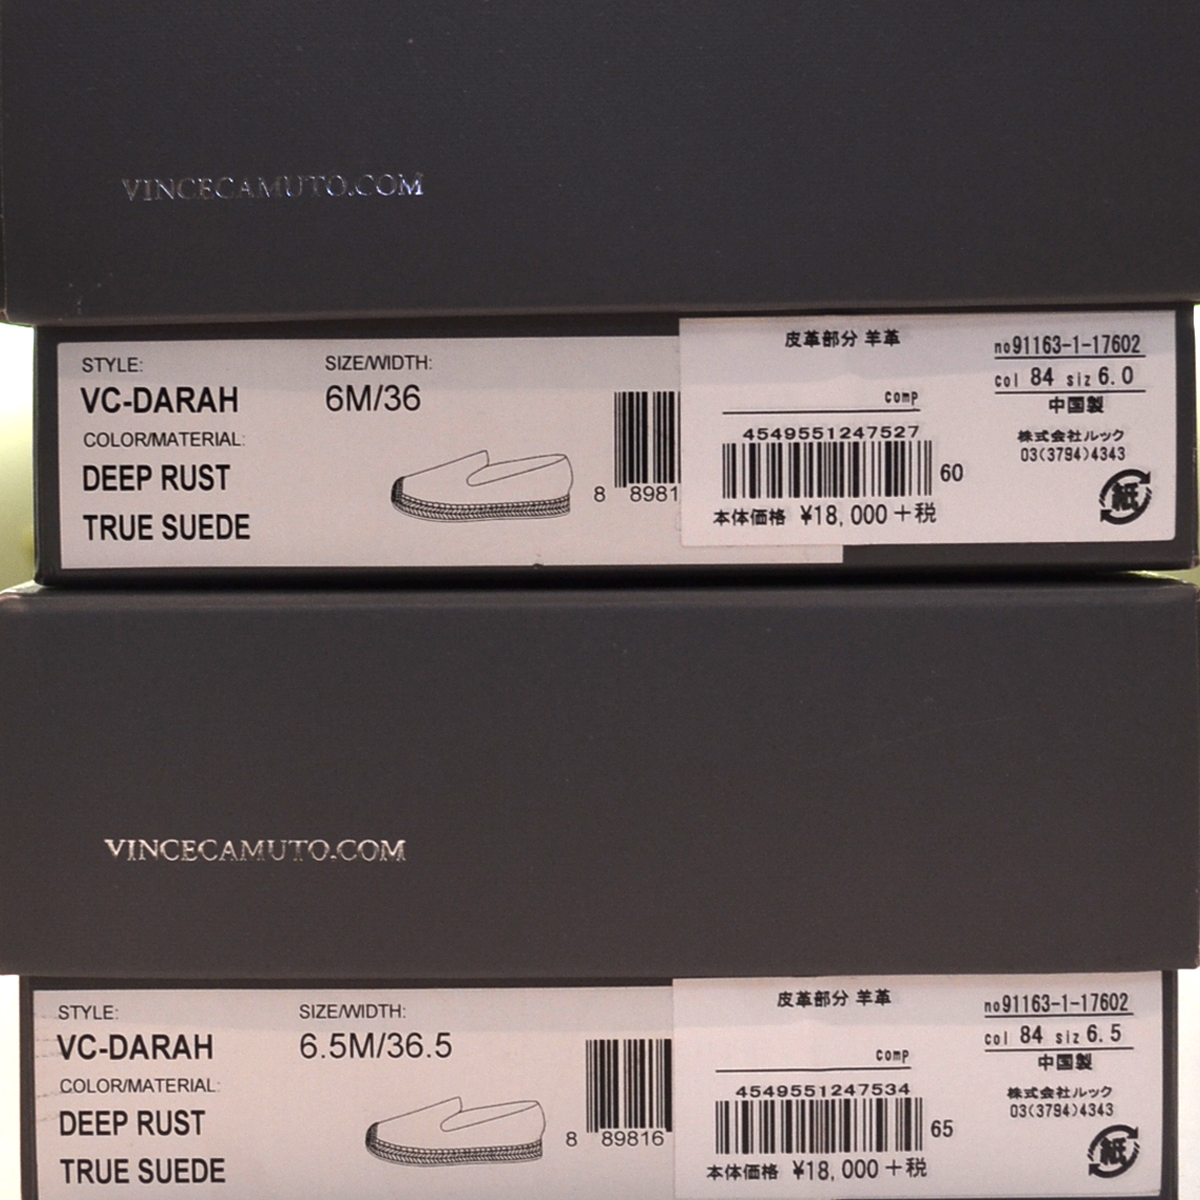 VINCECAMUTO.COM
STYLE:
VC-DARAH
COLOR/MATERIAL:
DEEP RUST
TRUE SUEDE
SIZE/WIDTH:
6M/36
8 8981
皮革部分 羊革
comp
4549551247527
60
本体価格 ¥18,000+税
no91163-1-17602
col 84 siz 6.0
中国製
株式会社ルック
03(3794)4343
紙
VINCECAMUTO.COM
STYLE:
VC-DARAH
COLOR/MATERIAL:
DEEP RUST
TRUE SUEDE
SIZE/WIDTH:
6.5M/36.5
8 89816
皮革部分 羊革
comp
4549551247534
65
本体価格 ¥18,000+税
no91163-1-17602
col 84 siz 6.5
中国製
株式会社ルック
03(3794)4343
紙